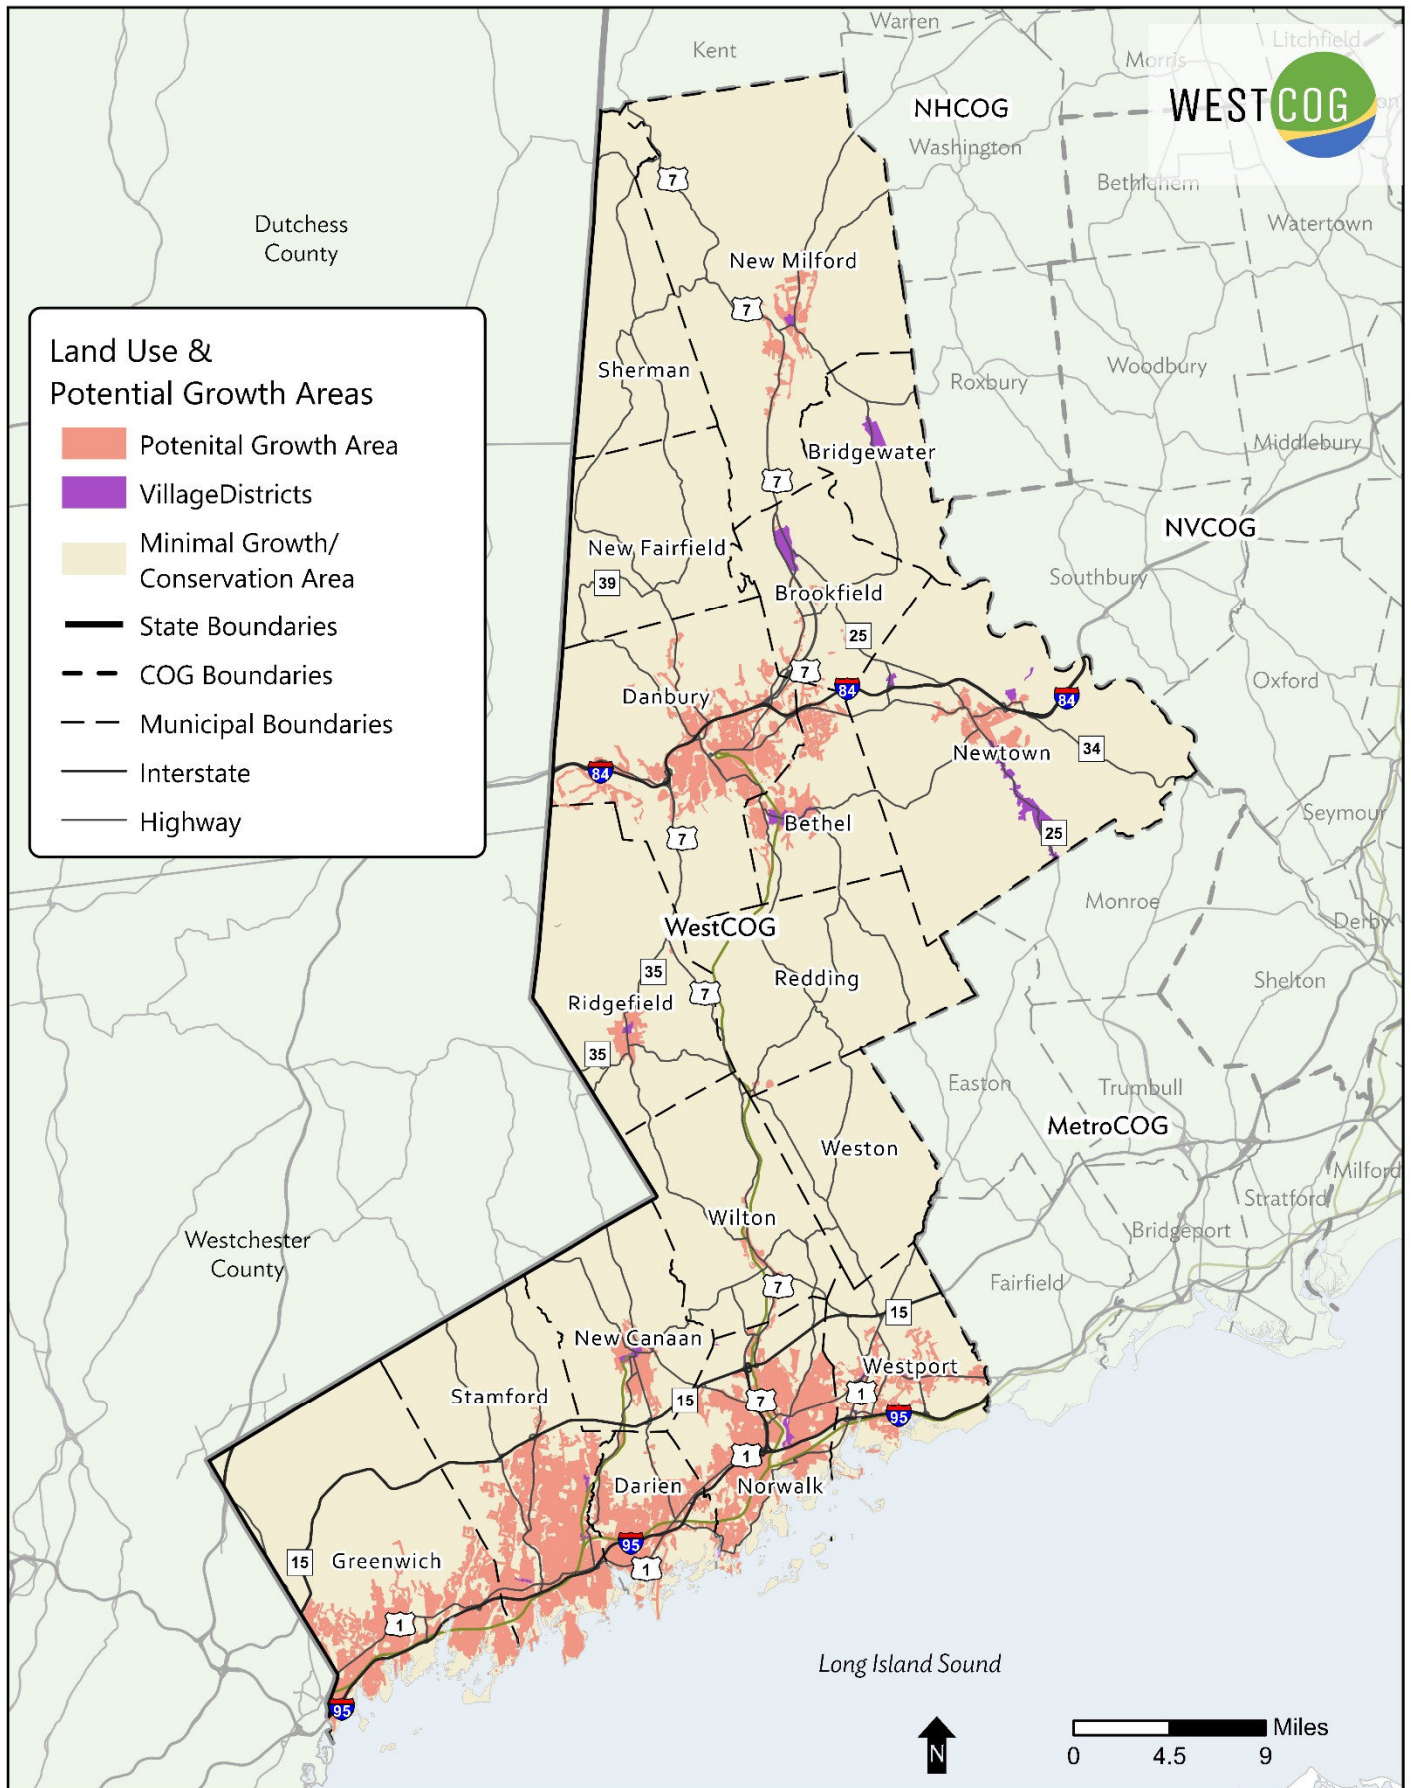 Warren
Kent
Litchfield
Morris
WESTCOG
NHCOG
Washington
Bethlehem
Watertown
Dutchess
County
7
New Milford
7
Land Use &
Potential Growth Areas
Potenital Growth Area
VillageDistricts
Minimal Growth/
Conservation Area
State Boundaries
COG Boundaries
Municipal Boundaries
Interstate
Highway
Sherman
Roxbury
Woodbury
Bridgewater
Middlebury
7
NVCOG
New Fairfield
39
Brookfield
Southbury
25
7
84
Danbury
84
Oxford
Newtown
34
84
7
Bethel
25
Seymour
Monroe
Derby
WestCOG
35
7
Redding
Shelton
Ridgefield
35
Easton
Trumbull
MetroCOG
Weston
Milford
Stratford
Wilton
Bridgeport
Westchester
County
7
Fairfield
15
New Canaan
Westport
Stamford
15
7
1
95
1
Darien
Norwalk
95
1
15
Greenwich
1
95
Long Island Sound
N
Miles
0 4.5 9